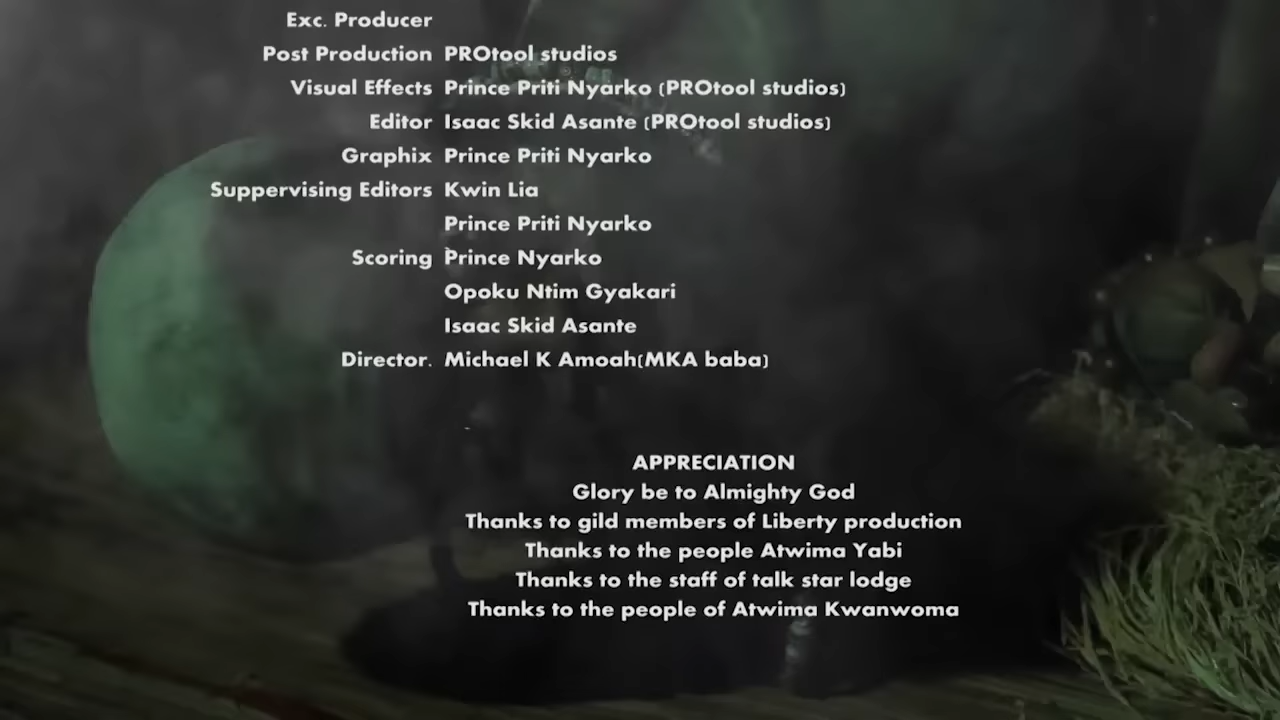 Exc. Producer
Post Production PROtool studios
Visual Effects Prince Priti Nyarko (PROtool studios)
Editor Isaac Skid Asante (PROtool studios)
Graphix Prince Priti Nyarko
Suppervising Editors Kwin Lia
Prince Priti Nyarko
Scoring Prince Nyarko
Opoku Ntim Gyakari
Isaac Skid Asante
Director. Michael K Amoah(MKA baba)
APPRECIATION
Glory be to Almighty God
Thanks to gild members of Liberty production
Thanks to the people Atwima Yabi
Thanks to the staff of talk star lodge
Thanks to the people of Atwima Kwanwoma